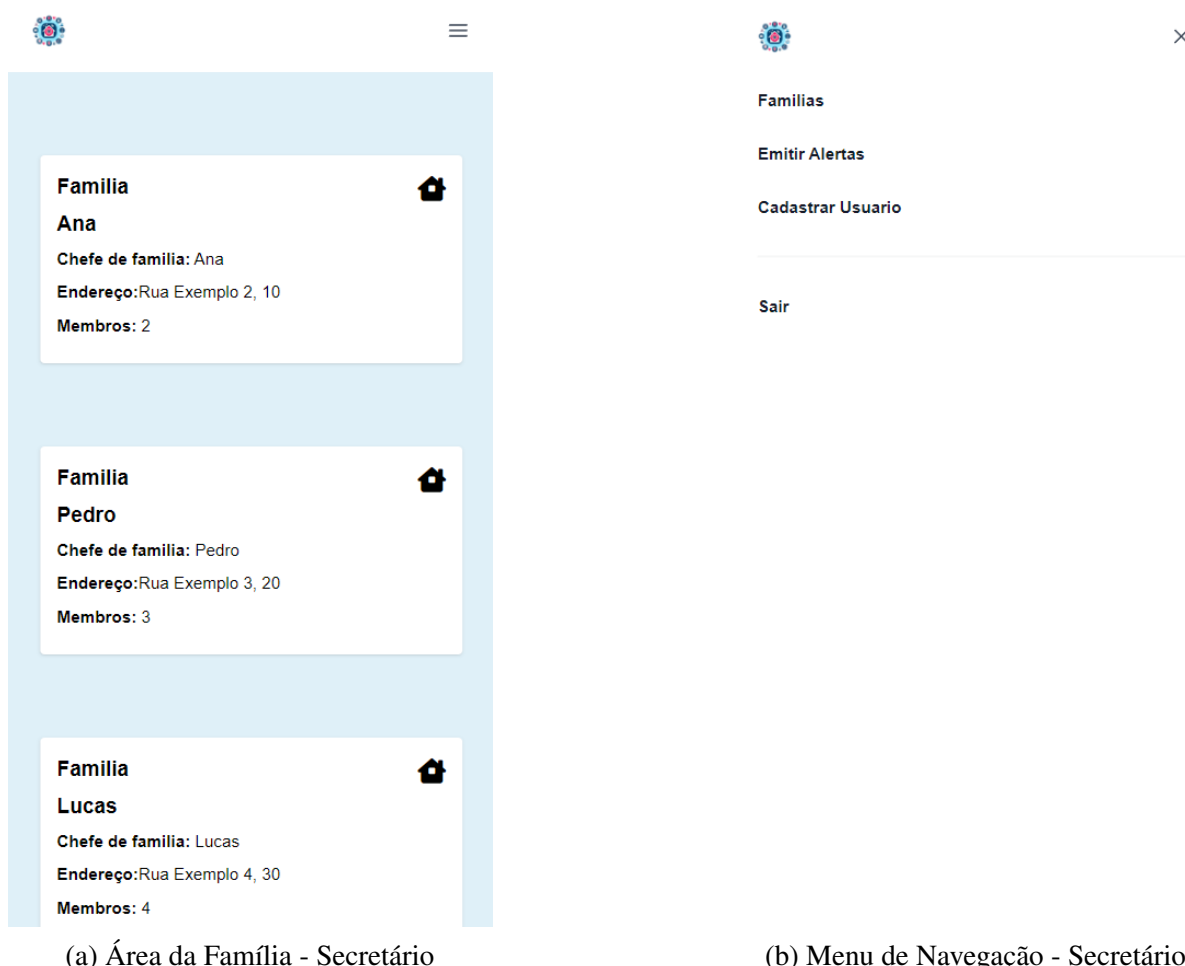 Familia
Ana
Chefe de familia: Ana
Endereço:Rua Exemplo 2, 10
Membros: 2
Familia
Pedro
Chefe de familia: Pedro
Endereço:Rua Exemplo 3, 20
Membros: 3
Familia
Lucas
Chefe de familia: Lucas
Endereço:Rua Exemplo 4, 30
Membros: 4
(a) Área da Família - Secretário
Familias
Emitir Alertas
Cadastrar Usuario
Sair
(b) Menu de Navegação - Secretário